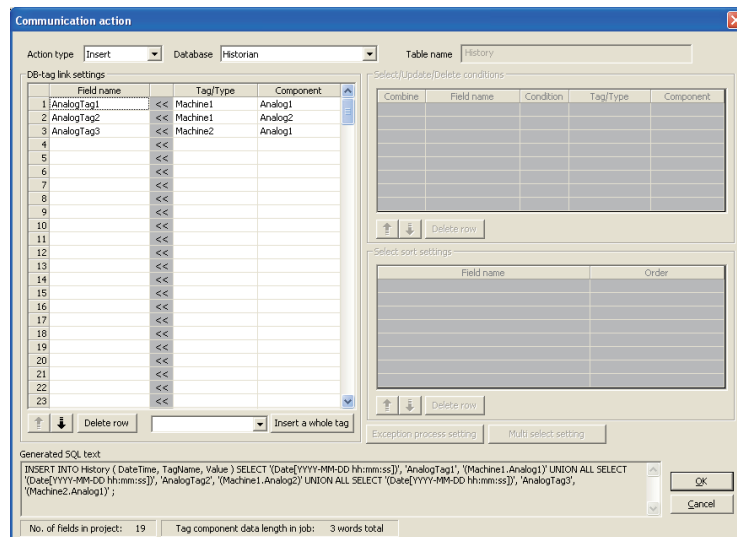 Communication action
Action type Insert Database Historian Table name History
DB-tag link settings
Field name Tag/Type Component
1 AnalogTag1 << Machine1 Analog1
2 AnalogTag2 << Machine1 Analog2
3 AnalogTag3 << Machine2 Analog1
4 <<
5 <<
6 <<
7 <<
8 <<
9 <<
10 <<
11 <<
12 <<
13 <<
14 <<
15 <<
16 <<
17 <<
18 <<
19 <<
20 <<
21 <<
22 <<
23 <<
Delete row Insert a whole tag
Select/Update/Delete conditions
Combine Field name Condition Tag/Type Component
Delete row
Select sort settings
Field name Order
Delete row
Exception process setting Multi select setting
Generated SQL text
INSERT INTO History ( DateTime, TagName, Value ) SELECT '(Date[YYYY-MM-DD hh:mm:ss])', 'AnalogTag1', '(Machine1.Analog1)' UNION ALL SELECT
'(Date[YYYY-MM-DD hh:mm:ss])', 'AnalogTag2', '(Machine1.Analog2)' UNION ALL SELECT '(Date[YYYY-MM-DD hh:mm:ss])', 'AnalogTag3',
'(Machine2.Analog1)' ;
OK
Cancel
No. of fields in project: 19 Tag component data length in job: 3 words total